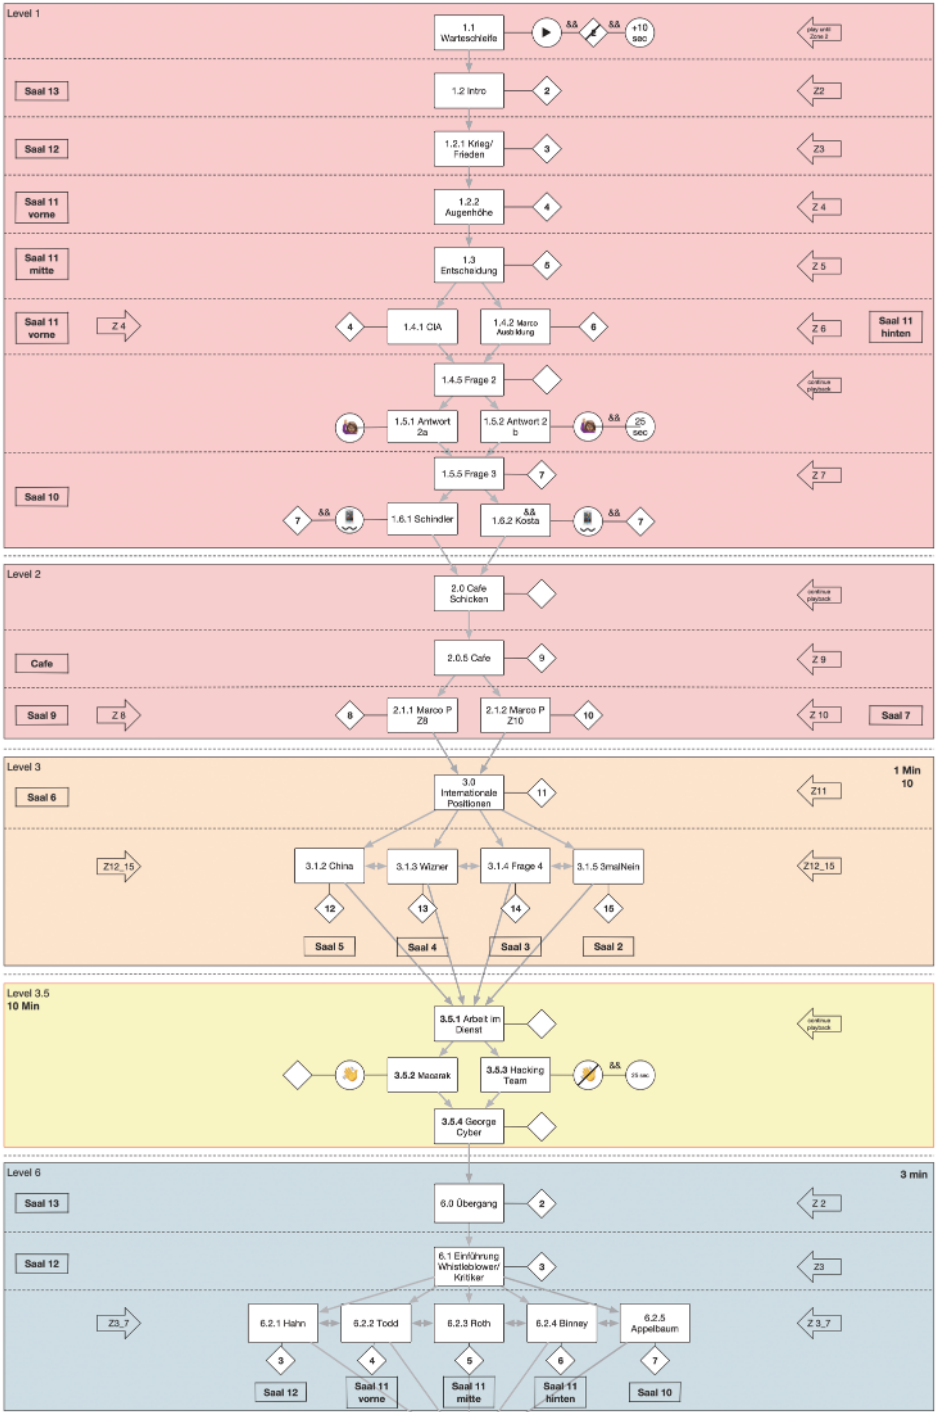 Level 1
1.1
Warteschleife
&&
2
&&
+10
sec
play until
Zone 2
Saal 13
1.2 Intro
2
Z2
Saal 12
1.2.1 Krieg/
Frieden
3
Z3
Saal 11
vorne
1.2.2
Augenhöhe
4
Z 4
Saal 11
mitte
1.3
Entscheidung
5
Z 5
Saal 11
vorne
Z 4
4
1.4.1 CIA
1.4.2 Marco
Ausbildung
6
Z 6
Saal 11
hinten
1.4.5 Frage 2
continue
playback
1.5.1 Antwort
2a
1.5.2 Antwort 2
b
&&
25
sec
1.5.5 Frage 3
7
Z 7
Saal 10
7
&&
1.6.1 Schindler
&&
1.6.2 Kosta
&&
7
Level 2
2.0 Cafe
Schicken
continue
playback
Cafe
2.0.5 Cafe
9
Z 9
Saal 9
Z 8
8
2.1.1 Marco P
Z8
2.1.2 Marco P
Z10
10
Z 10
Saal 7
Level 3
1 Min
10
Saal 6
3.0
Internationale
Positionen
11
Z11
Z12_15
3.1.2 China
3.1.3 Wizner
3.1.4 Frage 4
3.1.5 3malNein
Z12_15
12
13
14
15
Saal 5
Saal 4
Saal 3
Saal 2
Level 3.5
10 Min
3.5.1 Arbeit im
Dienst
continue
playback
3.5.2 Macarak
3.5.3 Hacking
Team
&&
25 sec
3.5.4 George
Cyber
Level 6
3 min
Saal 13
6.0 Übergang
2
Z 2
Saal 12
6.1 Einführung
Whistleblower/
Kritiker
3
Z3
Z3_7
6.2.1 Hahn
6.2.2 Todd
6.2.3 Roth
6.2.4 Binney
6.2.5
Appelbaum
Z 3_7
3
4
5
6
7
Saal 12
Saal 11
vorne
Saal 11
mitte
Saal 11
hinten
Saal 10